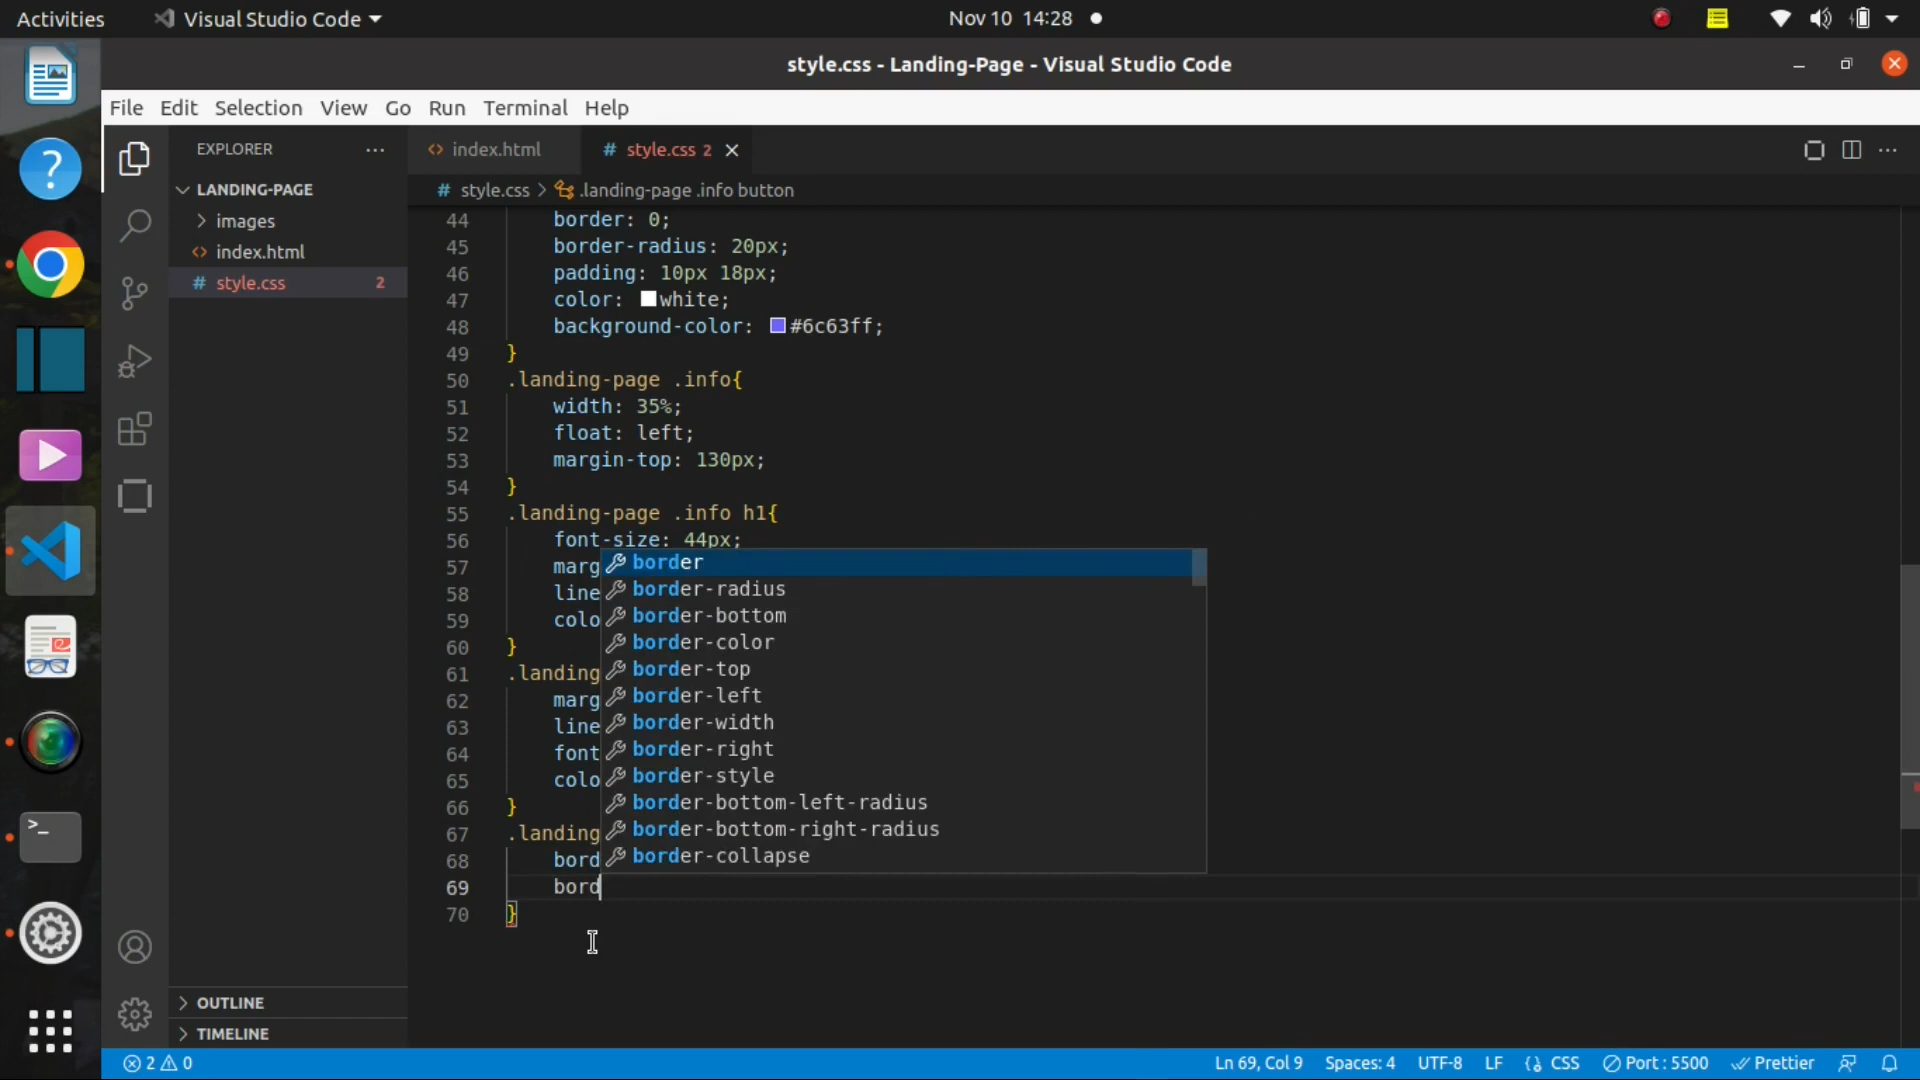 Activities
Visual Studio Code
Nov 10 14:28
style.css - Landing-Page - Visual Studio Code
File Edit Selection View Go Run Terminal Help
EXPLORER
LANDING-PAGE
images
index.html
style.css 2
OUTLINE
TIMELINE
index.html
style.css 2
style.css > .landing-page .info button
44 border: 0;
45 border-radius: 20px;
46 padding: 10px 18px;
47 color: white;
48 background-color: #6c63ff;
49 }
50 .landing-page .info{
51 width: 35%;
52 float: left;
53 margin-top: 130px;
54 }
55 .landing-page .info h1{
56 font-size: 44px;
57 marg
58 line
59 colo
60 }
61 .landing
62 marg
63 line
64 font
65 colo
66 }
67 .landing
68 bord
69 bord
70 }
border
border-radius
border-bottom
border-color
border-top
border-left
border-width
border-right
border-style
border-bottom-left-radius
border-bottom-right-radius
border-collapse
2 0
Ln 69, Col 9 Spaces: 4 UTF-8 LF {} CSS Port : 5500 Prettier